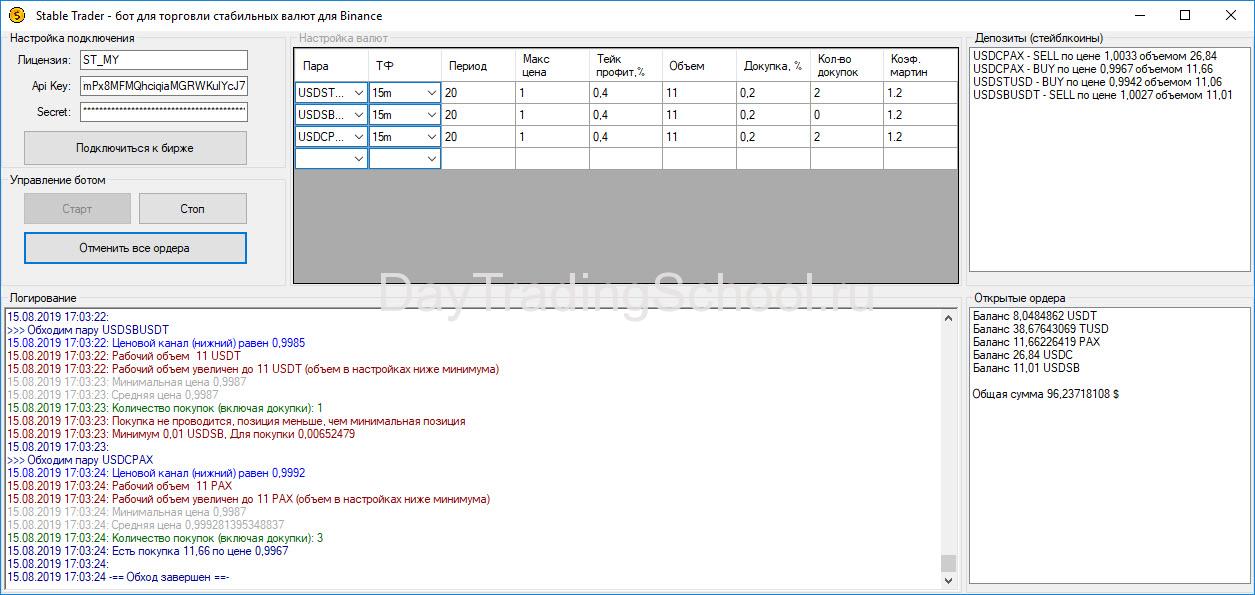 Stable Trader - бот для торговли стабильных валют для Binance
Настройка подключения
Лицензия: ST_MY
Api Key: mPx8MFMQhciqiaMGRWKulYcJ7
Secret: ****************************************
Подключиться к бирже
Управление ботом
Старт Стоп
Отменить все ордера
Настройка валют
Пара ТФ Период Макс цена Тейк профит,% Объем Докупка, % Кол-во докупок Коэф. мартин
USDST... 15m 20 1 0,4 11 0,2 2 1.2
USDSB... 15m 20 1 0,4 11 0,2 0 1.2
USDCP... 15m 20 1 0,4 11 0,2 2 1.2
Депозиты (стейблкоины)
USDCPAX - SELL по цене 1,0033 объемом 26,84
USDCPAX - BUY по цене 0,9967 объемом 11,66
USDSTUSD - BUY по цене 0,9942 объемом 11,06
USDSBUSDT - SELL по цене 1,0027 объемом 11,01
DayTradingSchool.ru
Логирование
15.08.2019 17:03:22:
>>> Обходим пару USDSBUSDT
15.08.2019 17:03:22: Ценовой канал (нижний) равен 0,9985
15.08.2019 17:03:22: Рабочий объем 11 USDT
15.08.2019 17:03:22: Рабочий объем увеличен до 11 USDT (объем в настройках ниже минимума)
15.08.2019 17:03:23: Минимальная цена 0,9987
15.08.2019 17:03:23: Средняя цена 0,9987
15.08.2019 17:03:23: Количество покупок (включая докупки): 1
15.08.2019 17:03:23: Покупка не проводится, позиция меньше, чем минимальная позиция
15.08.2019 17:03:23: Минимум 0,01 USDSB, Для покупки 0,00652479
15.08.2019 17:03:23:
>>> Обходим пару USDCPAX
15.08.2019 17:03:24: Ценовой канал (нижний) равен 0,9992
15.08.2019 17:03:24: Рабочий объем 11 PAX
15.08.2019 17:03:24: Рабочий объем увеличен до 11 PAX (объем в настройках ниже минимума)
15.08.2019 17:03:24: Минимальная цена 0,9987
15.08.2019 17:03:24: Средняя цена 0,999281395348837
15.08.2019 17:03:24: Количество покупок (включая докупки): 3
15.08.2019 17:03:24: Есть покупка 11,66 по цене 0,9967
15.08.2019 17:03:24:
15.08.2019 17:03:24 -== Обход завершен ==-
Открытые ордера
Баланс 8,0484862 USDT
Баланс 38,67643069 TUSD
Баланс 11,66226419 PAX
Баланс 26,84 USDC
Баланс 11,01 USDSB
Общая сумма 96,23718108 $